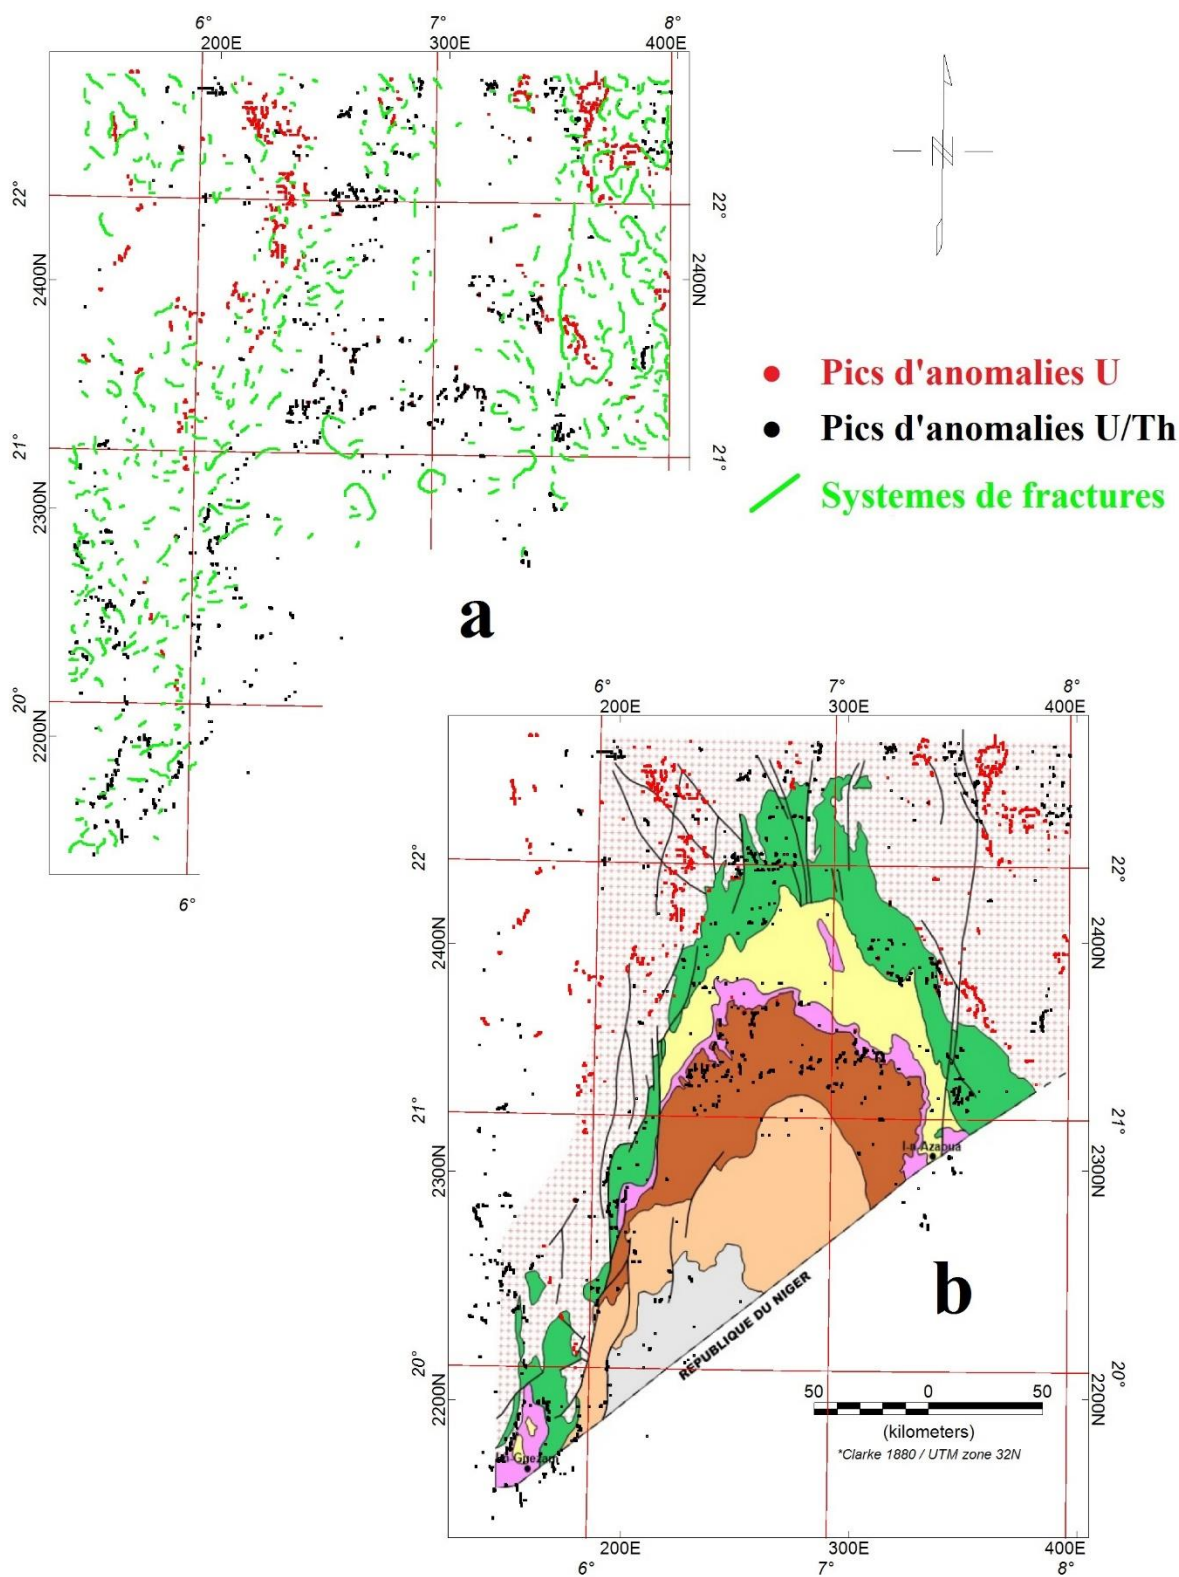 6° 7° 8°
200E 300E 400E
22° 22°
2400N 2400N
21° 21°
2300N
20°
2200N
6°
N
Pics d'anomalies U
Pics d'anomalies U/Th
Systemes de fractures
a
6° 7° 8°
200E 300E 400E
22° 22°
2400N 2400N
21° 21°
I-n-Azaoua
2300N 2300N
b
REPUBLIQUE DU NIGER
20° 20°
2200N 2200N
50 0 50
(kilometers)
*Clarke 1880 / UTM zone 32N
200E 300E 400E
6° 7° 8°